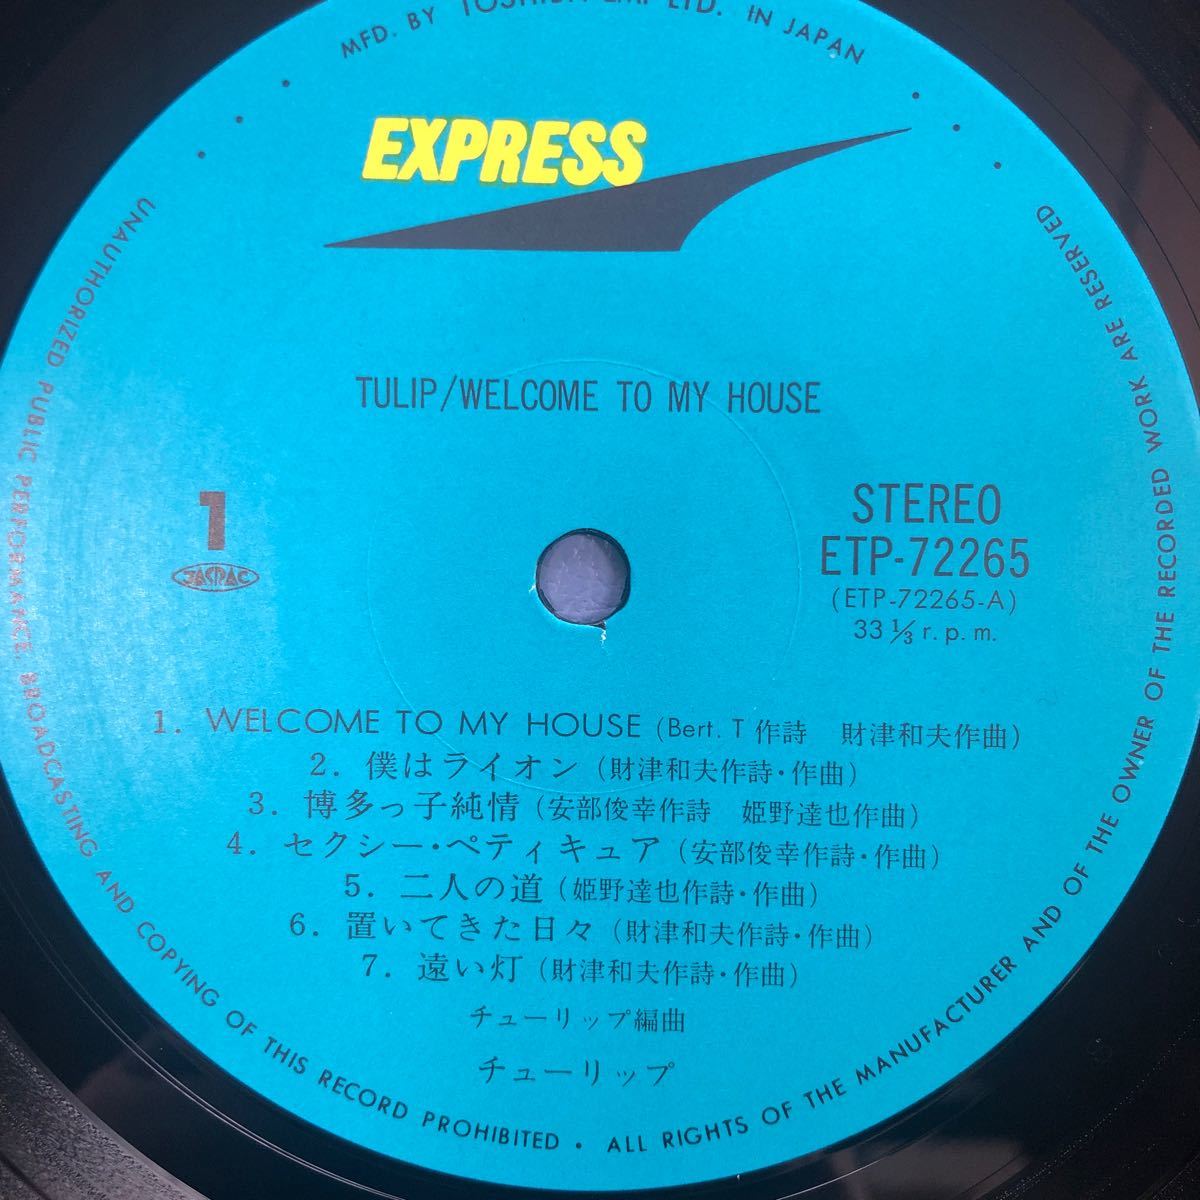 MFD. BY TOSHIBA EMI LTD. IN JAPAN
EXPRESS
TULIP/WELCOME TO MY HOUSE
1
JASRAC
STEREO
ETP-72265
(ETP-72265-A)
33 1/3 r.p.m.
1. WELCOME TO MY HOUSE (Bert. T 作詩 財津和夫作曲)
2. 僕はライオン (財津和夫作詩・作曲)
3. 博多っ子純情 (安部俊幸作詩 姫野達也作曲)
4. セクシー・ペティキュア (安部俊幸作詩・作曲)
5. 二人の道 (姫野達也作詩・作曲)
6. 置いてきた日々 (財津和夫作詩・作曲)
7. 遠い灯 (財津和夫作詩・作曲)
チューリップ編曲
チューリップ
UNAUTHORIZED PUBLIC PERFORMANCE, BROADCASTING AND COPYING OF THIS RECORD PROHIBITED • ALL RIGHTS OF THE MANUFACTURER AND OF THE OWNER OF THE RECORDED WORK ARE RESERVED